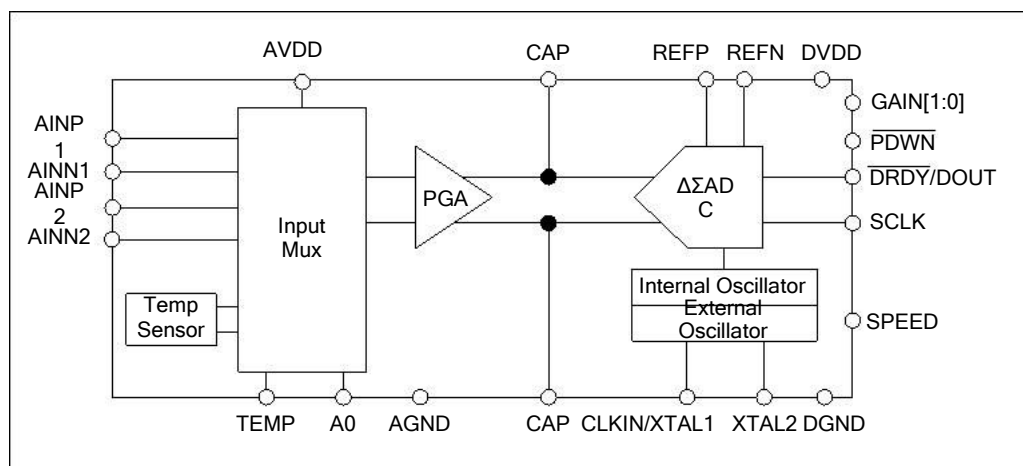 AVDD
CAP
REFP
REFN
DVDD
GAIN[1:0]
PDWN
DRDY/DOUT
SCLK
SPEED
AINP
1
AINN1
AINP
2
AINN2
Input
Mux
PGA
ΔΣAD
C
Temp
Sensor
Internal Oscillator
External
Oscillator
TEMP
A0
AGND
CAP
CLKIN/XTAL1
XTAL2
DGND